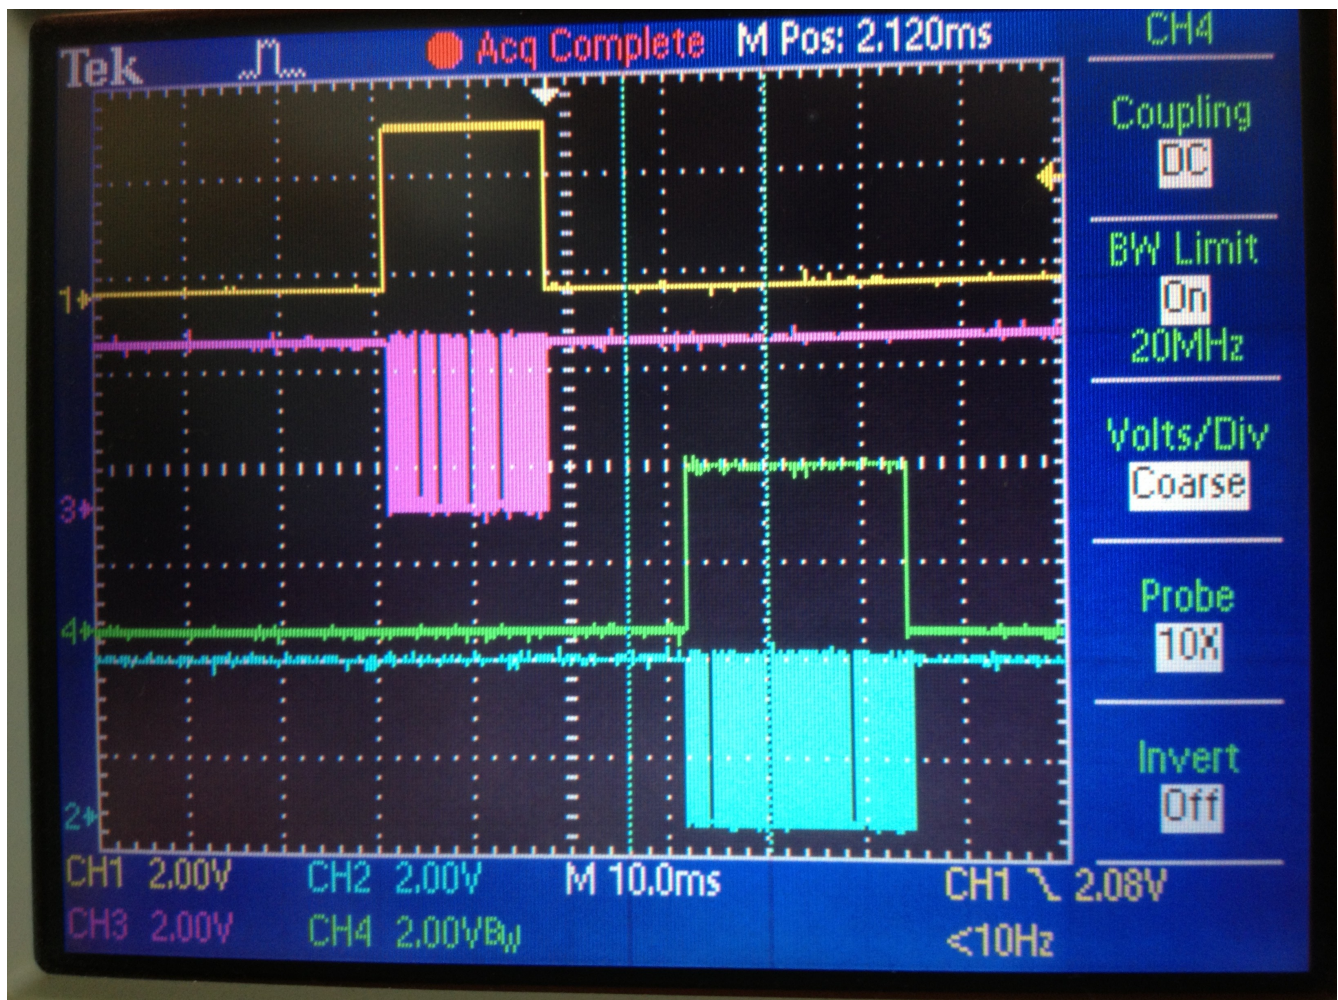 Tek
Acq Complete
M Pos: 2.120ms
CH4
Coupling
DC
BW Limit
On
20MHz
Volts/Div
Coarse
Probe
10X
Invert
Off
1
3
4
2
CH1 2.00V
CH2 2.00V
M 10.0ms
CH1
2.08V
CH3 2.00V
CH4 2.00VBW
<10Hz